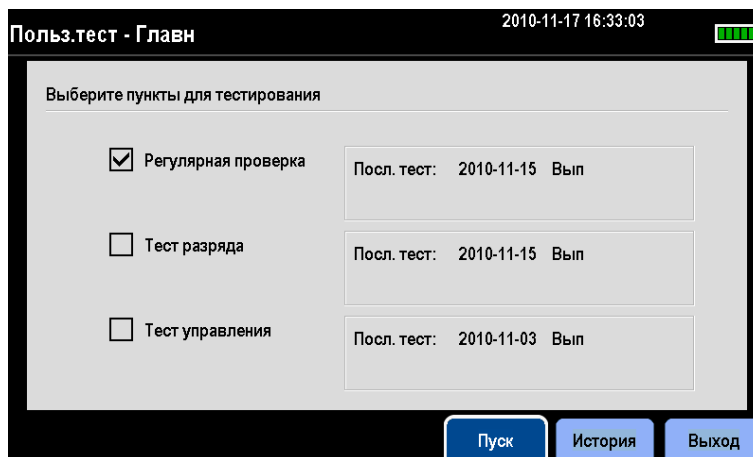 Польз.тест - Главн
2010-11-17 16:33:03
Выберите пункты для тестирования
Регулярная проверка
Посл. тест: 2010-11-15 Вып
Тест разряда
Посл. тест: 2010-11-15 Вып
Тест управления
Посл. тест: 2010-11-03 Вып
Пуск
История
Выход